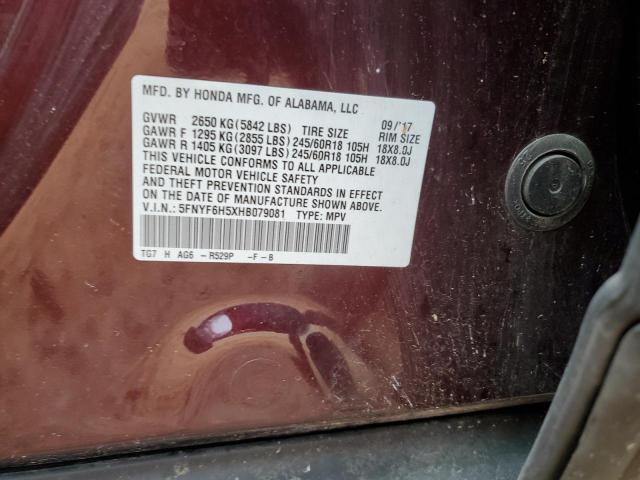 MFD. BY HONDA MFG. OF ALABAMA, LLC
09/'17
GVWR 2650 KG(5842 LBS) TIRE SIZE RIM SIZE
GAWR F 1295 KG(2855 LBS)245/60R18 105H 18X8.0J
GAWR R 1405 KG(3097 LBS)245/60R18 105H 18X8.0J
THIS VEHICLE CONFORMS TO ALL APPLICABLE
FEDERAL MOTOR VEHICLE SAFETY
AND THEFT PREVENTION STANDARDS IN EFFECT
ON THE DATE OF MANUFACTURE SHOWN ABOVE.
V.I.N.: 5FNYF6H5XHB079081 TYPE: MPV
TG7 H AG6 -R529P -F-B